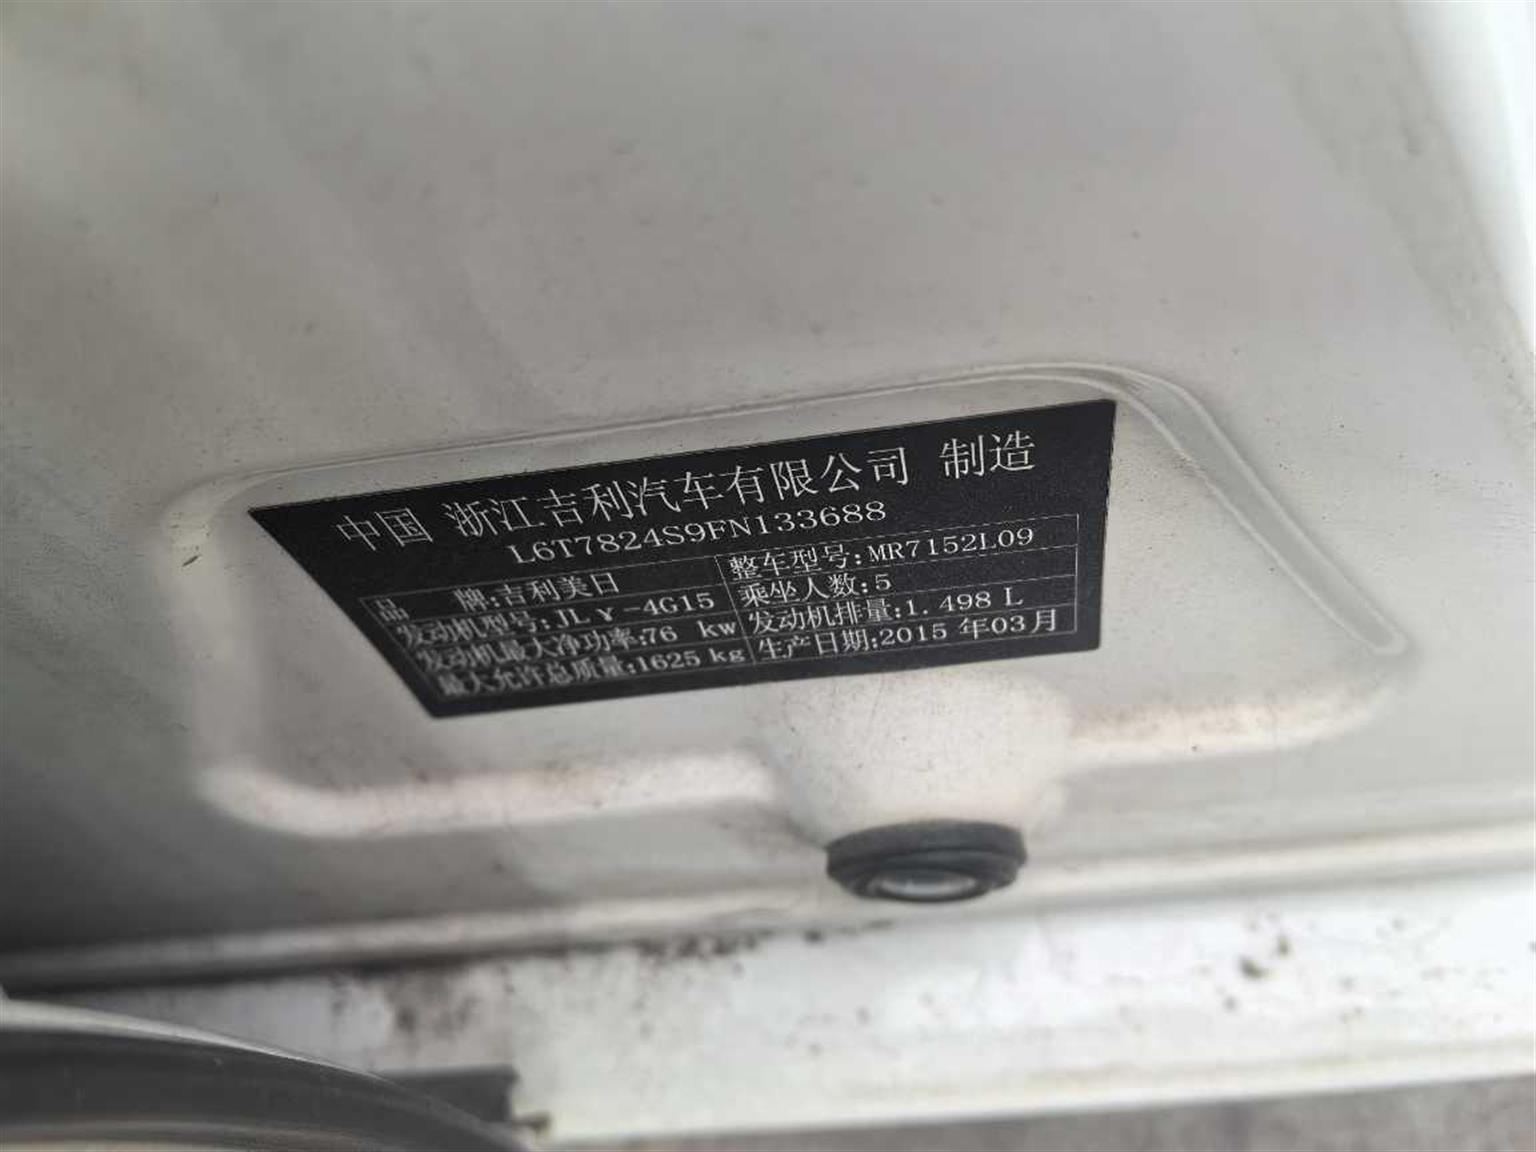 中国 浙江吉利汽车有限公司 制造
L6T7824S9FN133688
品 牌:吉利美日 整车型号:MR7152L09
发动机型号:JLγ-4G15 乘坐人数:5
发动机最大净功率:76 kw 发动机排量:1.498 L
最大允许总质量:1625 kg 生产日期:2015 年03月